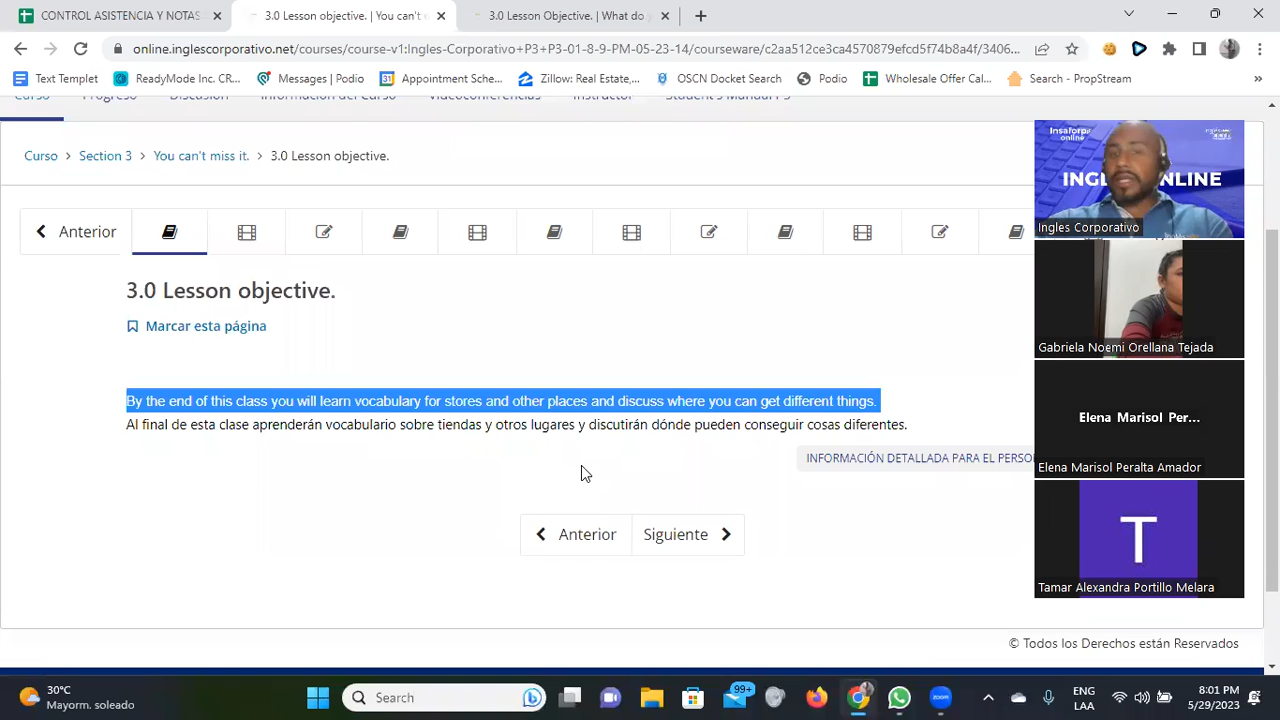 CONTROL ASISTENCIA Y NOTAS
3.0 Lesson objective. | You can't
3.0 Lesson Objective. | What do
online.inglescorporativo.net/courses/course-v1:Ingles-Corporativo+P3+P3-01-8-9-PM-05-23-14/courseware/c2aa512ce3ca4570879efcd5f74b8a4f/3406...
Text Templet
ReadyMode Inc. CR...
Messages | Podio
Appointment Sche...
Zillow: Real Estate,...
OSCN Docket Search
Podio
Wholesale Offer Cal...
Search - PropStream
»
Curso
Progreso
Discusión
Información del Curso
Videoconferencias
Instructor
Student's Manual P3
Curso > Section 3 > You can't miss it. > 3.0 Lesson objective.
Anterior
3.0 Lesson objective.
Marcar esta página
By the end of this class you will learn vocabulary for stores and other places and discuss where you can get different things.
Al final de esta clase aprenderán vocabulario sobre tiendas y otros lugares y discutirán dónde pueden conseguir cosas diferentes.
INFORMACIÓN DETALLADA PARA EL PERSO
Anterior
Siguiente
© Todos los Derechos están Reservados
Insaforp
online
Ingles Corporativo
Gabriela Noemi Orellana Tejada
Elena Marisol Per...
Elena Marisol Peralta Amador
T
Tamar Alexandra Portillo Melara
30°C
Mayorm. soleado
Search
99+
ENG
LAA
8:01 PM
5/29/2023